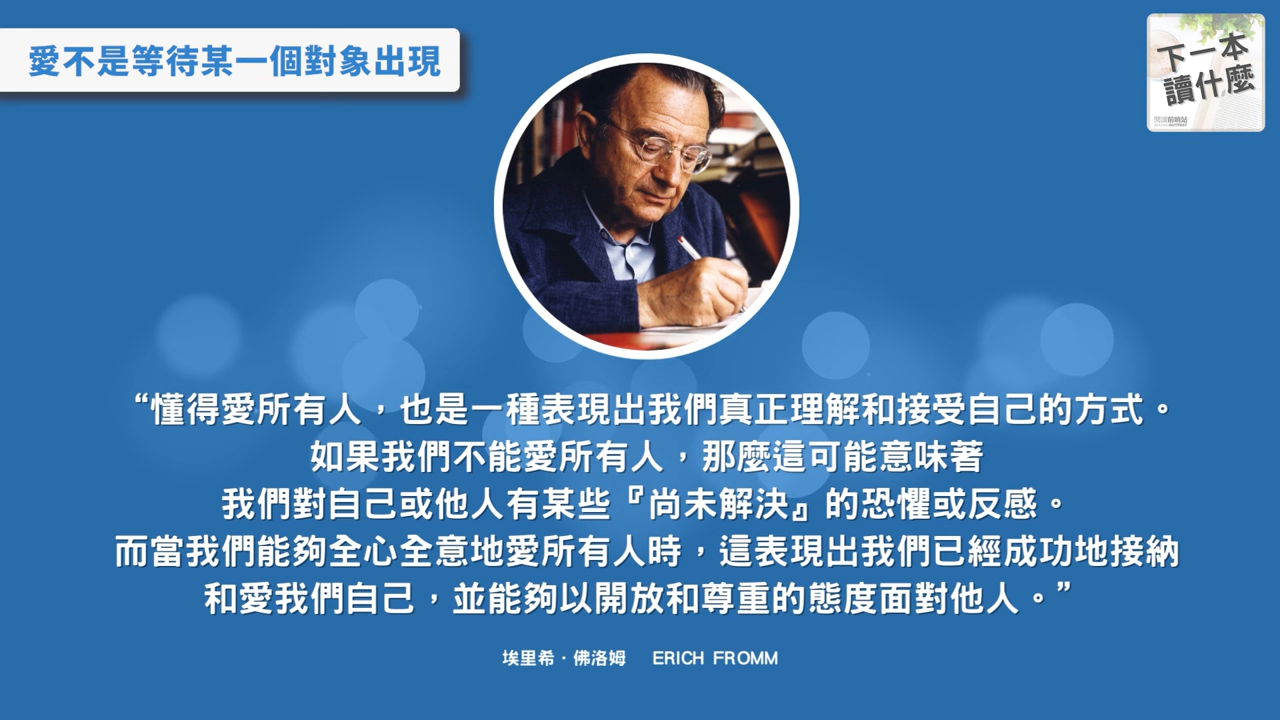 愛不是等待某一個對象出現
下一本
讀什麼
閱讀前哨站
“懂得愛所有人，也是一種表現出我們真正理解和接受自己的方式。
如果我們不能愛所有人，那麼這可能意味著
我們對自己或他人有某些『尚未解決』的恐懼或反感。
而當我們能夠全心全意地愛所有人時，這表現出我們已經成功地接納
和愛我們自己，並能夠以開放和尊重的態度面對他人。”
埃里希·佛洛姆 ERICH FROMM